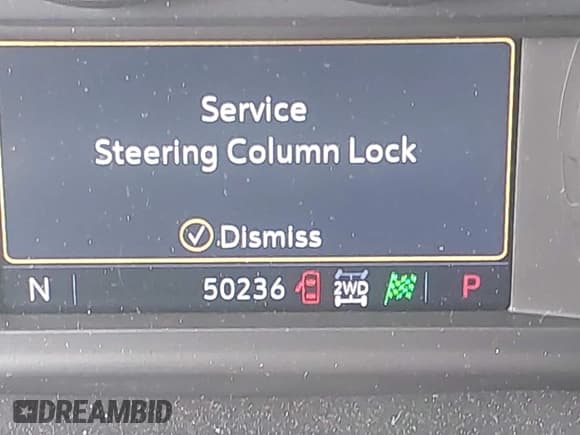 Service
Steering Column Lock
Dismiss
N 50236 2WD P
DREAMBID